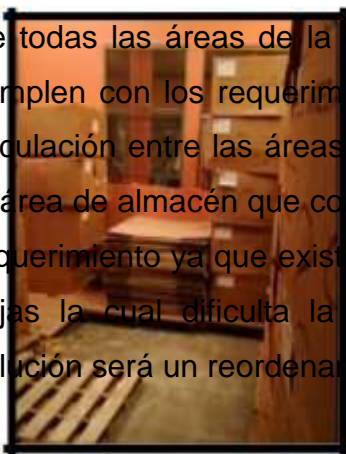 e todas las áreas de la
mplen con los requerim
culación entre las áreas
área de almacén que co
querimiento ya que exist
jas la cual dificulta la
lución será un reordena